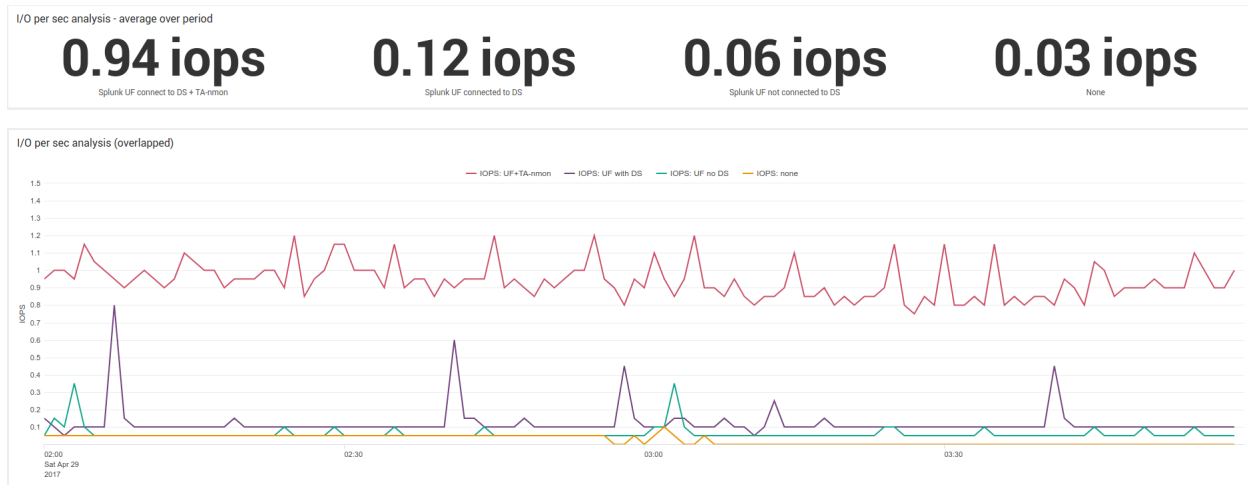 I/O per sec analysis - average over period
0.94 iops 0.12 iops 0.06 iops 0.03 iops
Splunk UF connect to DS + TA-nmon Splunk UF connected to DS Splunk UF not connected to DS None
I/O per sec analysis (overlapped)
IOPS: UF+TA-nmon IOPS: UF with DS IOPS: UF no DS IOPS: none
1.5
1.4
1.3
1.2
1.1
1
0.9
0.8
0.7
0.6
0.5
0.4
0.3
0.2
0.1
IOPS
02:00 02:30 03:00 03:30
Sat Apr 29
2017